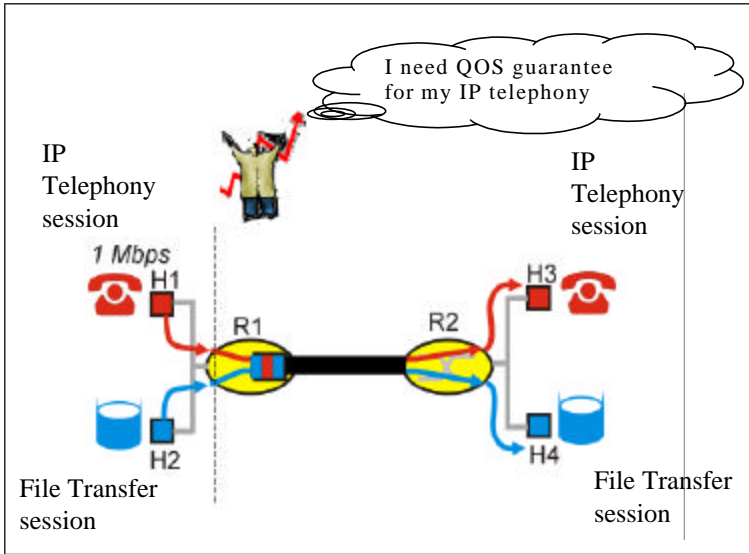 I need QOS guarantee
for my IP telephony
IP
Telephony
session
IP
Telephony
session
1 Mbps
H1
H3
R1
R2
H2
H4
File Transfer
session
File Transfer
session